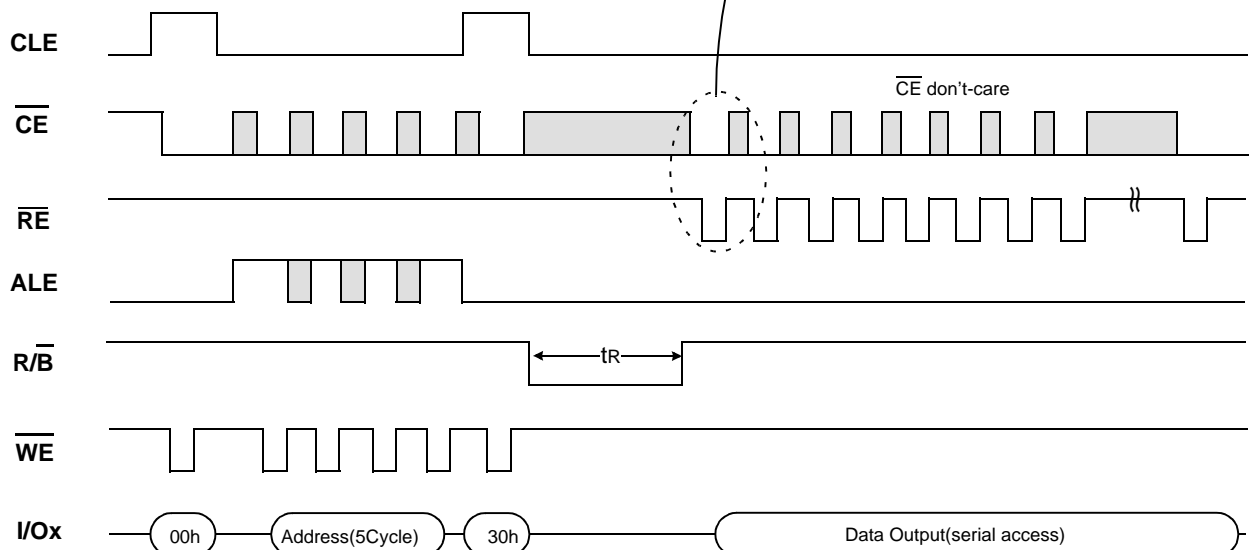 CLE
CE don't-care
CE
RE
ALE
R/B
tR
WE
I/Ox
00h
Address(5Cycle)
30h
Data Output(serial access)